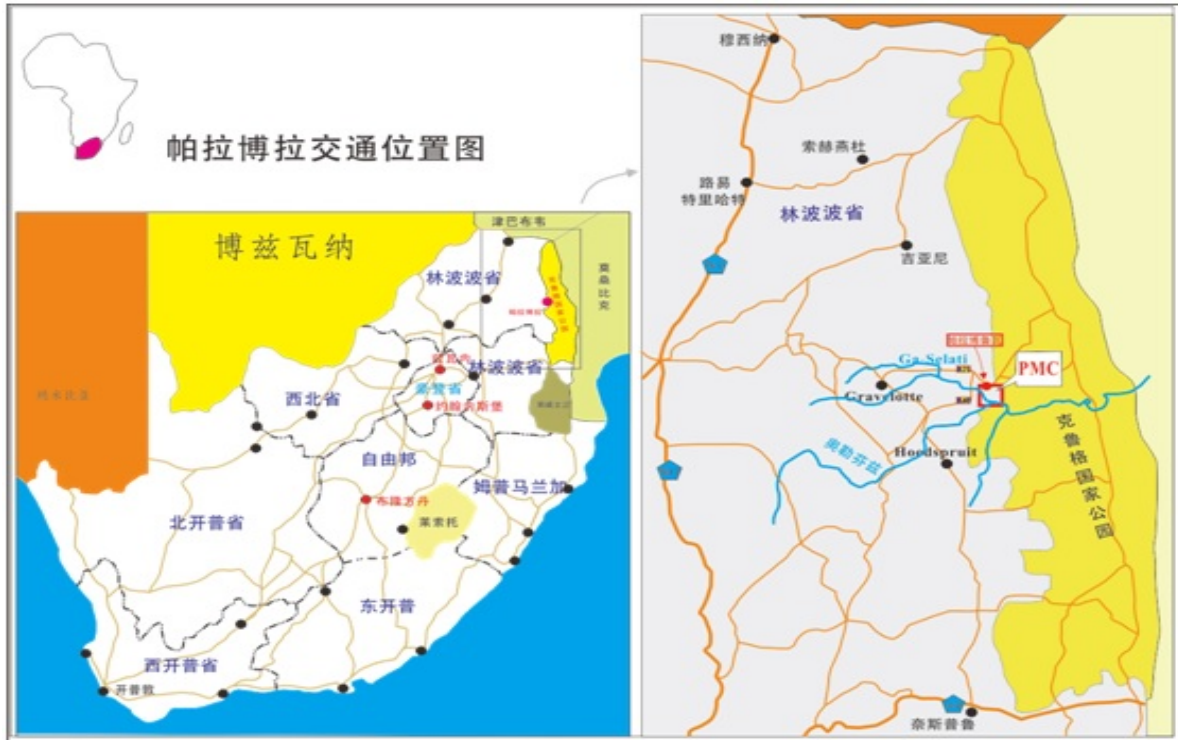 帕拉博拉交通位置图
博兹瓦纳
津巴布韦
林波波省
莫桑比克
林波波省
西北省
豪登省
约翰内斯堡
自由邦
姆普马兰加
布隆方丹
莱索托
北开普省
东开普
西开普省
开普敦
穆西纳
索赫燕杜
路易
特里哈特
林波波省
吉亚尼
Ga Selati
PMC
Gravelotte
奥勒芬兹
Hoedspruit
克鲁格国家公园
奈斯普鲁